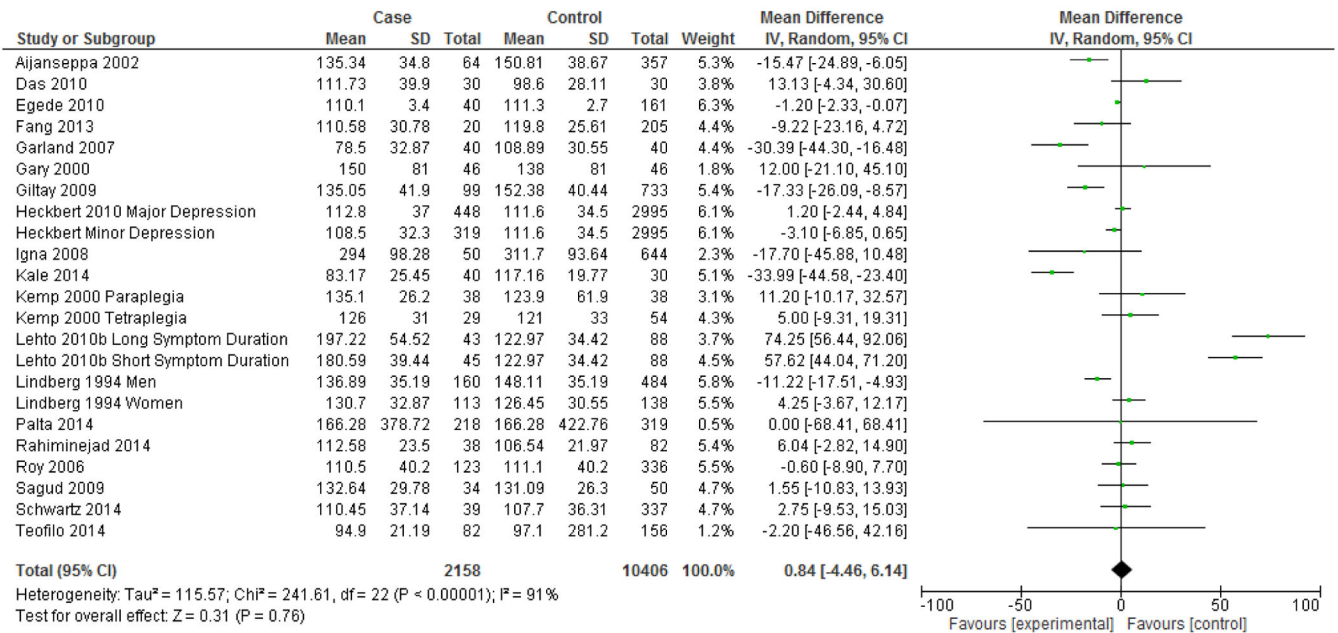 Case Control Mean Difference Mean Difference
Study or Subgroup Mean SD Total Mean SD Total Weight IV, Random, 95% CI IV, Random, 95% CI
Aijanseppa 2002 135.34 34.8 64 150.81 38.67 357 5.3% -15.47 [-24.89, -6.05]
Das 2010 111.73 39.9 30 98.6 28.11 30 3.8% 13.13 [-4.34, 30.60]
Egede 2010 110.1 3.4 40 111.3 2.7 161 6.3% -1.20 [-2.33, -0.07]
Fang 2013 110.58 30.78 20 119.8 25.61 205 4.4% -9.22 [-23.16, 4.72]
Garland 2007 78.5 32.87 40 108.89 30.55 40 4.4% -30.39 [-44.30, -16.48]
Gary 2000 150 81 46 138 81 46 1.8% 12.00 [-21.10, 45.10]
Giltay 2009 135.05 41.9 99 152.38 40.44 733 5.4% -17.33 [-26.09, -8.57]
Heckbert 2010 Major Depression 112.8 37 448 111.6 34.5 2995 6.1% 1.20 [-2.44, 4.84]
Heckbert Minor Depression 108.5 32.3 319 111.6 34.5 2995 6.1% -3.10 [-6.85, 0.65]
Igna 2008 294 98.28 50 311.7 93.64 644 2.3% -17.70 [-45.88, 10.48]
Kale 2014 83.17 25.45 40 117.16 19.77 30 5.1% -33.99 [-44.58, -23.40]
Kemp 2000 Paraplegia 135.1 26.2 38 123.9 61.9 38 3.1% 11.20 [-10.17, 32.57]
Kemp 2000 Tetraplegia 126 31 29 121 33 54 4.3% 5.00 [-9.31, 19.31]
Lehto 2010b Long Symptom Duration 197.22 54.52 43 122.97 34.42 88 3.7% 74.25 [56.44, 92.06]
Lehto 2010b Short Symptom Duration 180.59 39.44 45 122.97 34.42 88 4.5% 57.62 [44.04, 71.20]
Lindberg 1994 Men 136.89 35.19 160 148.11 35.19 484 5.8% -11.22 [-17.51, -4.93]
Lindberg 1994 Women 130.7 32.87 113 126.45 30.55 138 5.5% 4.25 [-3.67, 12.17]
Palta 2014 166.28 378.72 218 166.28 422.76 319 0.5% 0.00 [-68.41, 68.41]
Rahiminejad 2014 112.58 23.5 38 106.54 21.97 82 5.4% 6.04 [-2.82, 14.90]
Roy 2006 110.5 40.2 123 111.1 40.2 336 5.5% -0.60 [-8.90, 7.70]
Sagud 2009 132.64 29.78 34 131.09 26.3 50 4.7% 1.55 [-10.83, 13.93]
Schwartz 2014 110.45 37.14 39 107.7 36.31 337 4.7% 2.75 [-9.53, 15.03]
Teofilo 2014 94.9 21.19 82 97.1 281.2 156 1.2% -2.20 [-46.56, 42.16]
Total (95% CI) 2158 10406 100.0% 0.84 [-4.46, 6.14]
Heterogeneity: Tau² = 115.57; Chi² = 241.61, df = 22 (P < 0.00001); I² = 91%
Test for overall effect: Z = 0.31 (P = 0.76)
-100 -50 0 50 100
Favours [experimental] Favours [control]